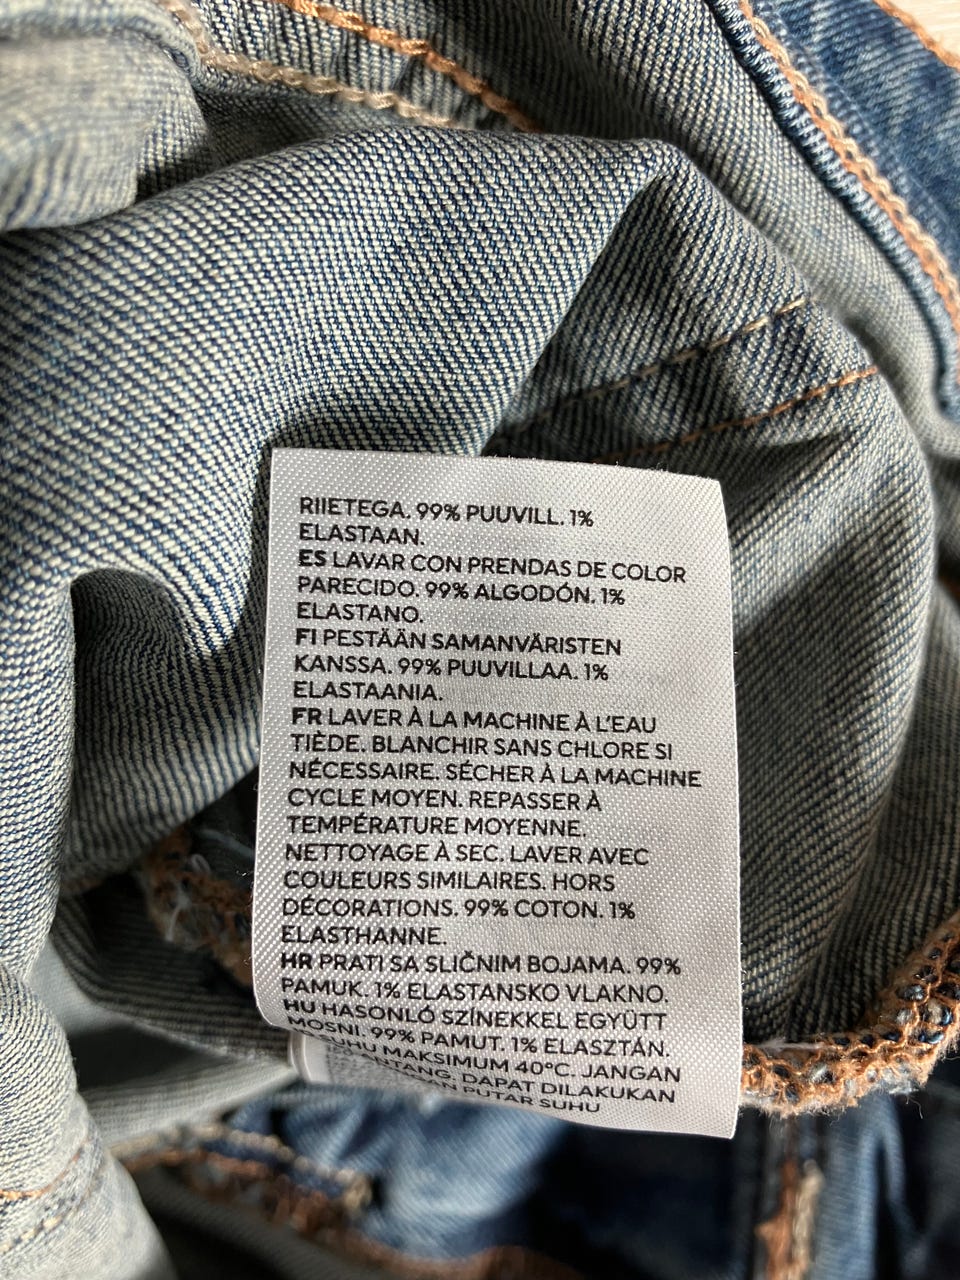 RIIETEGA. 99% PUUVILL. 1%
ELASTAAN.
ES LAVAR CON PRENDAS DE COLOR
PARECIDO. 99% ALGODÓN. 1%
ELASTANO.
FI PESTÄÄN SAMANVÄRISTEN
KANSSA. 99% PUUVILLAA. 1%
ELASTAANIA.
FR LAVER À LA MACHINE À L'EAU
TIÈDE. BLANCHIR SANS CHLORE SI
NÉCESSAIRE. SÉCHER À LA MACHINE
CYCLE MOYEN. REPASSER À
TEMPÉRATURE MOYENNE.
NETTOYAGE À SEC. LAVER AVEC
COULEURS SIMILAIRES. HORS
DÉCORATIONS. 99% COTON. 1%
ELASTHANNE.
HR PRATI SA SLIČNIM BOJAMA. 99%
PAMUK. 1% ELASTANSKO VLAKNO.
HU HASONLÓ SZÍNEKKEL EGYÜTT
MOSNI. 99% PAMUT. 1% ELASZTÁN.
SUHU MAKSIMUM 40°C. JANGAN
DAPAT DILAKUKAN
PUTAR SUHU